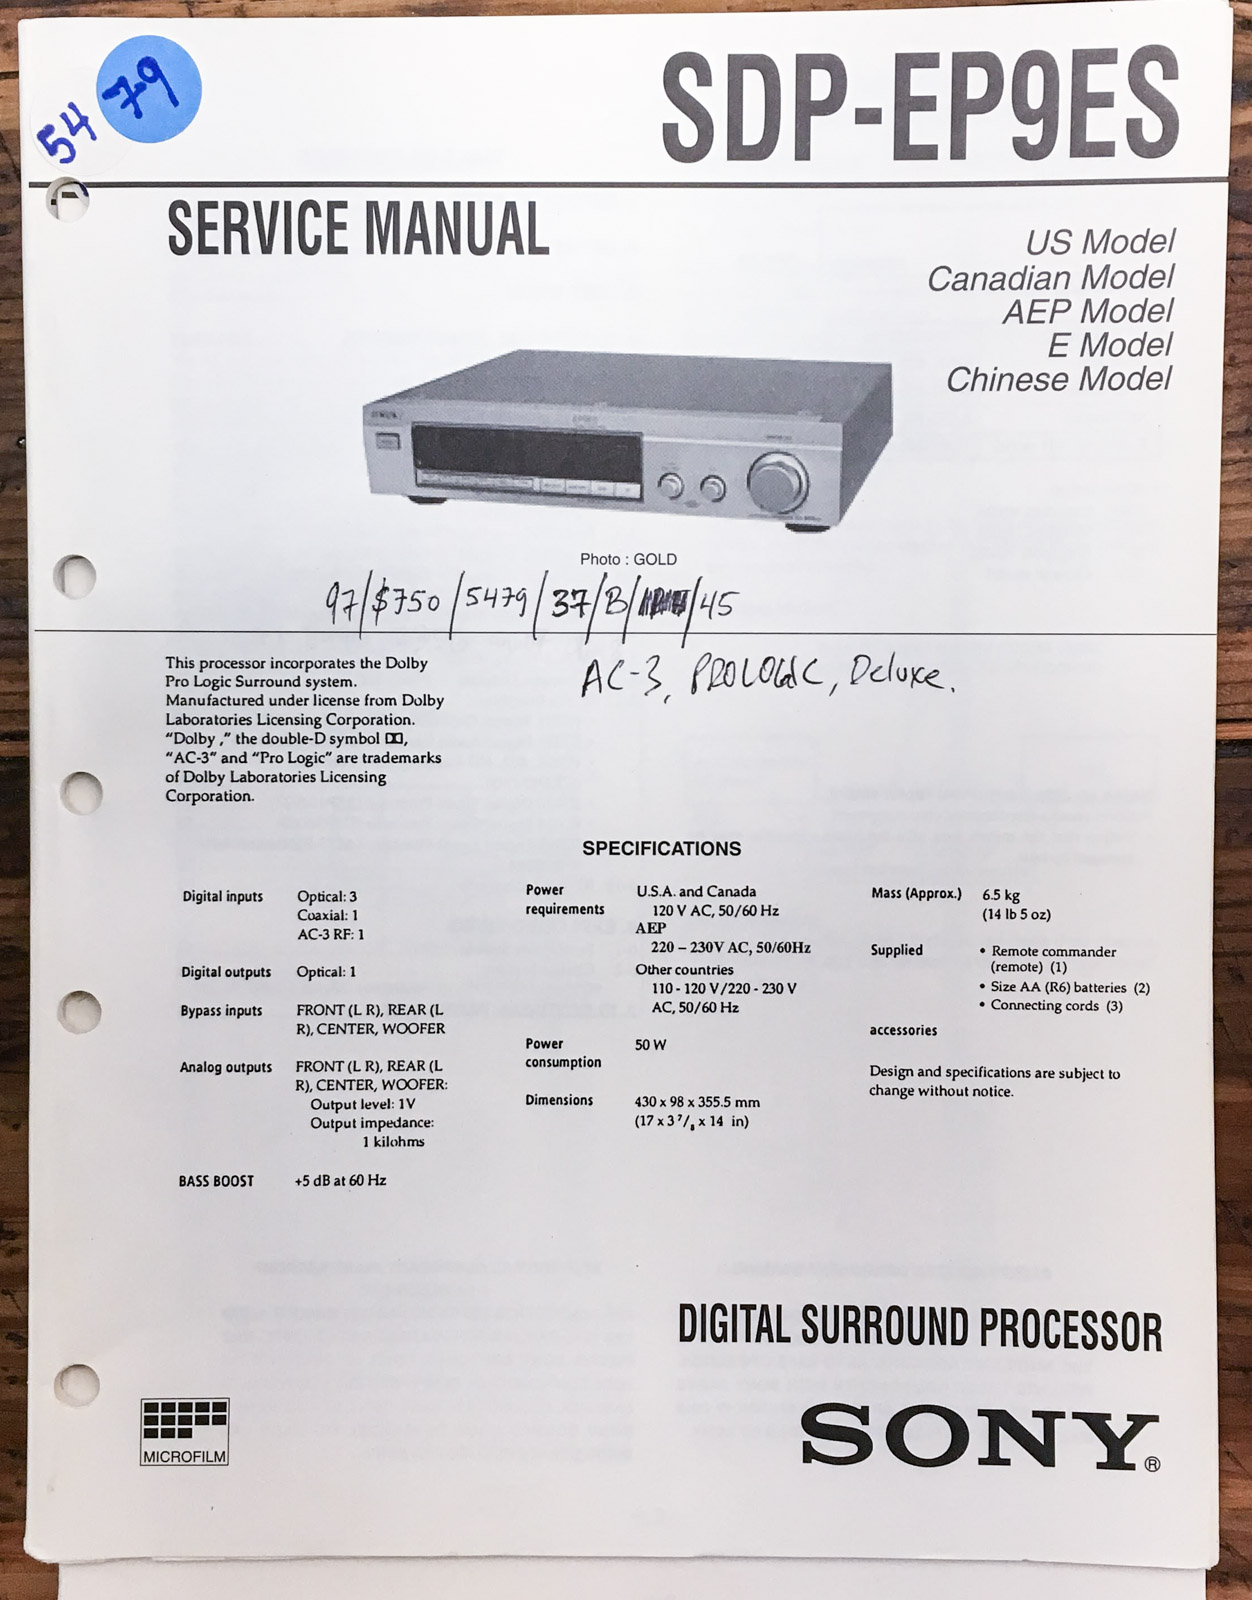 54 79
SDP-EP9ES
SERVICE MANUAL
US Model
Canadian Model
AEP Model
E Model
Chinese Model
SONY
Photo : GOLD
97/$750/5479/37/B/ /45
AC-3, PROLOGIC, Deluxe.
This processor incorporates the Dolby
Pro Logic Surround system.
Manufactured under license from Dolby
Laboratories Licensing Corporation.
“Dolby ,” the double-D symbol ,
“AC-3” and “Pro Logic” are trademarks
of Dolby Laboratories Licensing
Corporation.
SPECIFICATIONS
Digital inputs Optical: 3
Coaxial: 1
AC-3 RF: 1
Digital outputs Optical: 1
Bypass inputs FRONT (L R), REAR (L
R), CENTER, WOOFER
Analog outputs FRONT (L R), REAR (L
R), CENTER, WOOFER:
Output level: 1V
Output impedance:
1 kilohms
BASS BOOST +5 dB at 60 Hz
Power requirements U.S.A. and Canada
120 V AC, 50/60 Hz
AEP
220 – 230V AC, 50/60Hz
Other countries
110 - 120 V/220 - 230 V
AC, 50/60 Hz
Power consumption 50 W
Dimensions 430 x 98 x 355.5 mm
(17 x 3 7/8 x 14 in)
Mass (Approx.) 6.5 kg
(14 lb 5 oz)
Supplied • Remote commander
(remote) (1)
• Size AA (R6) batteries (2)
• Connecting cords (3)
accessories
Design and specifications are subject to
change without notice.
DIGITAL SURROUND PROCESSOR
MICROFILM
SONY®